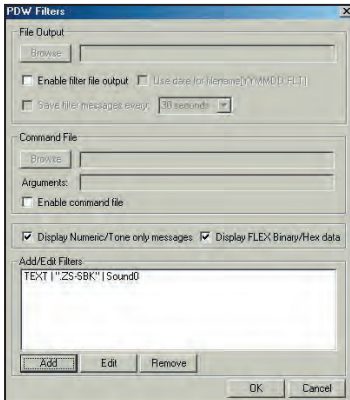 PDW Filters
File Output
Browse
Enable filter file output Use date for filename[YYMMDD.FLT]
Save filter messages every: 30 seconds
Command File
Browse
Arguments:
Enable command file
Display Numeric/Tone only messages Display FLEX Binary/Hex data
Add/Edit Filters
TEXT | ".ZS-SBK" | Sound0
Add Edit Remove
OK Cancel